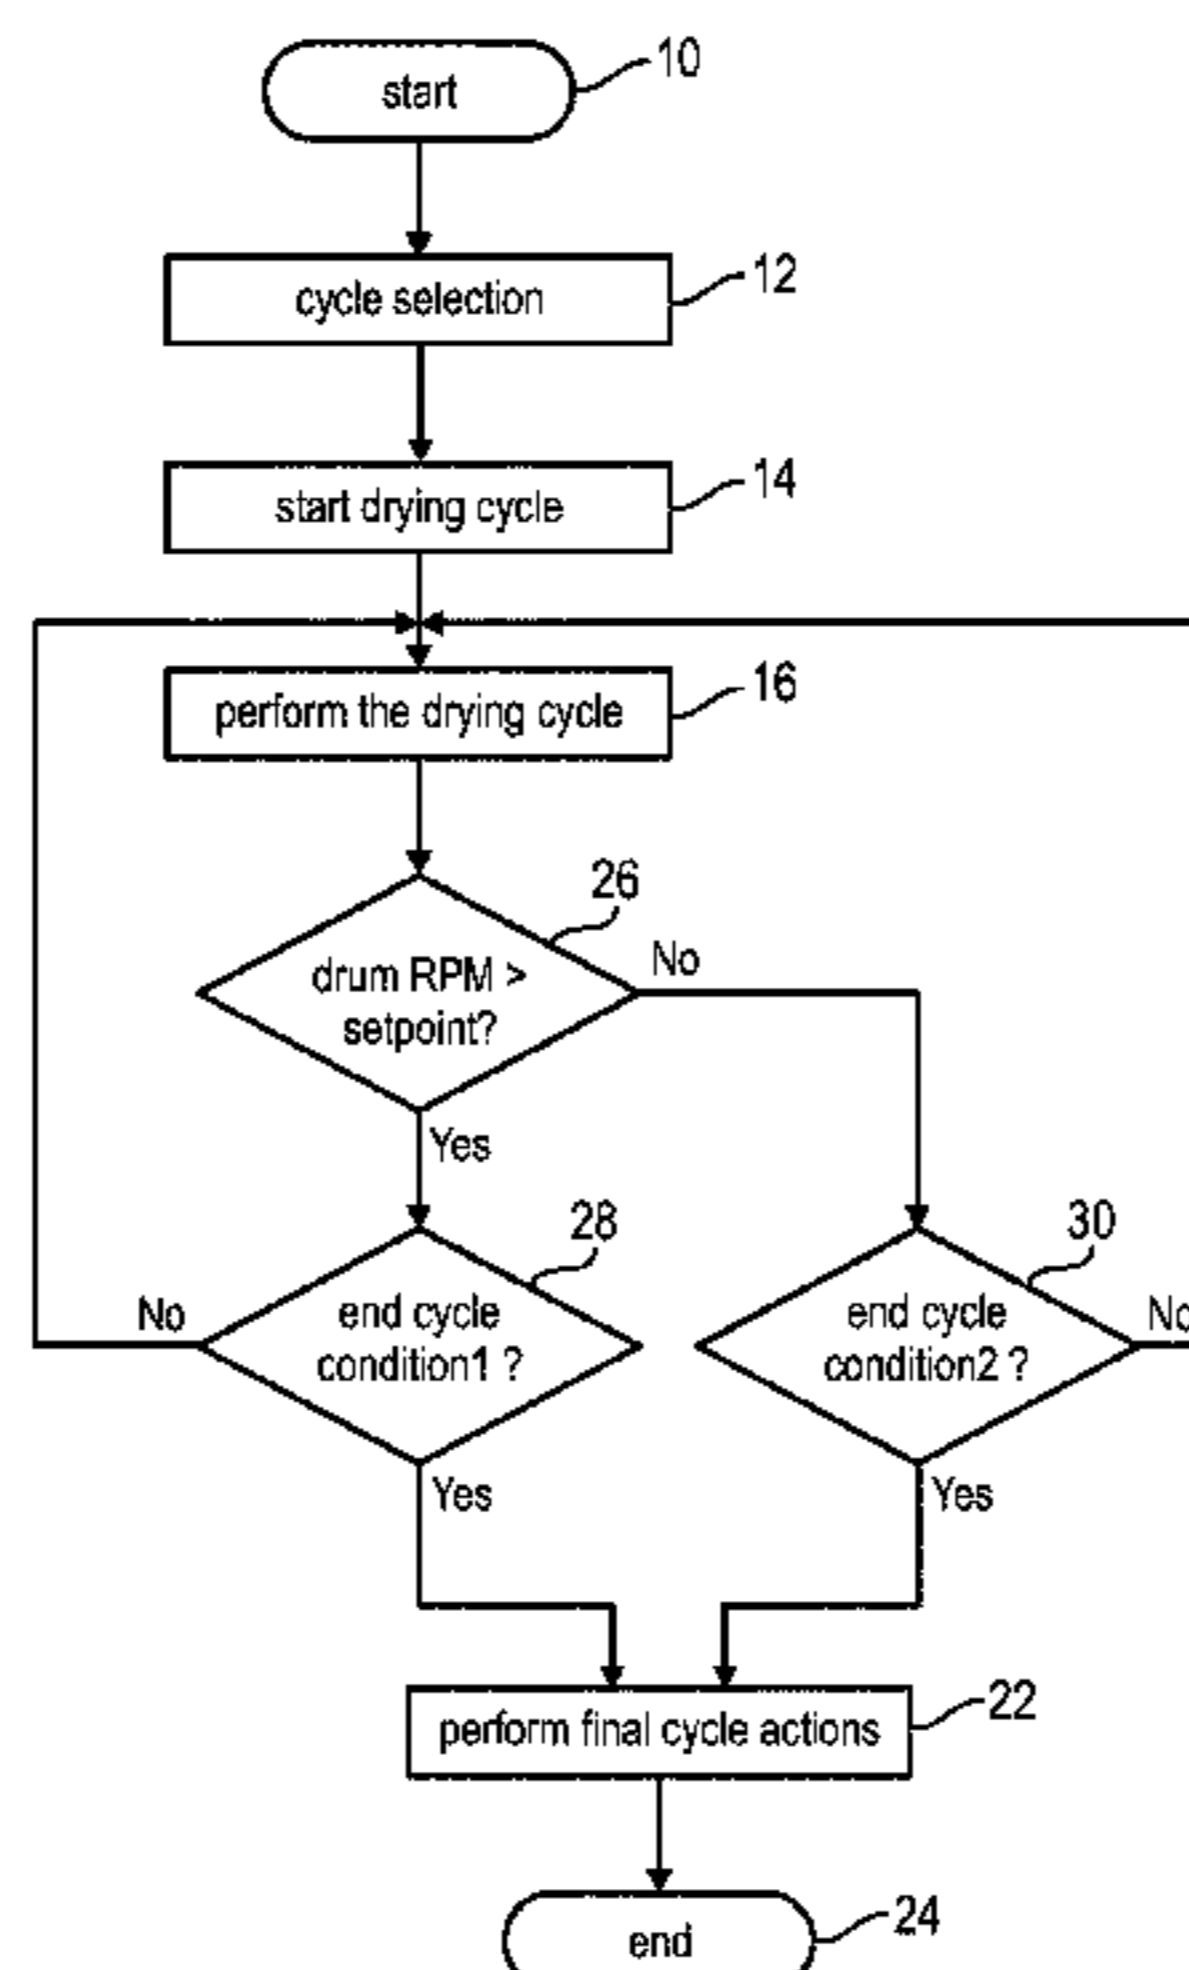 start
10
cycle selection
12
start drying cycle
14
perform the drying cycle
16
26
drum RPM >
setpoint?
No
Yes
28
end cycle
condition1 ?
No
Yes
30
end cycle
condition2 ?
No
Yes
perform final cycle actions
22
end
24